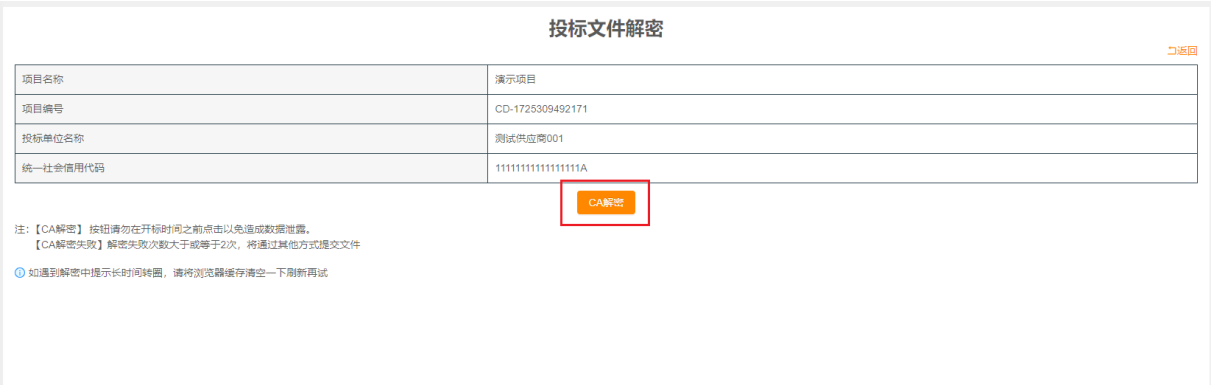 投标文件解密
返回
项目名称 演示项目
项目编号 CD-1725309492171
投标单位名称 测试供应商001
统一社会信用代码 11111111111111111A
CA解密
注：【CA解密】 按钮请勿在开标时间之前点击以免造成数据泄露。
【CA解密失败】解密失败次数大于或等于2次，将通过其他方式提交文件
如遇到解密中提示长时间转圈，请将浏览器缓存清空一下刷新再试